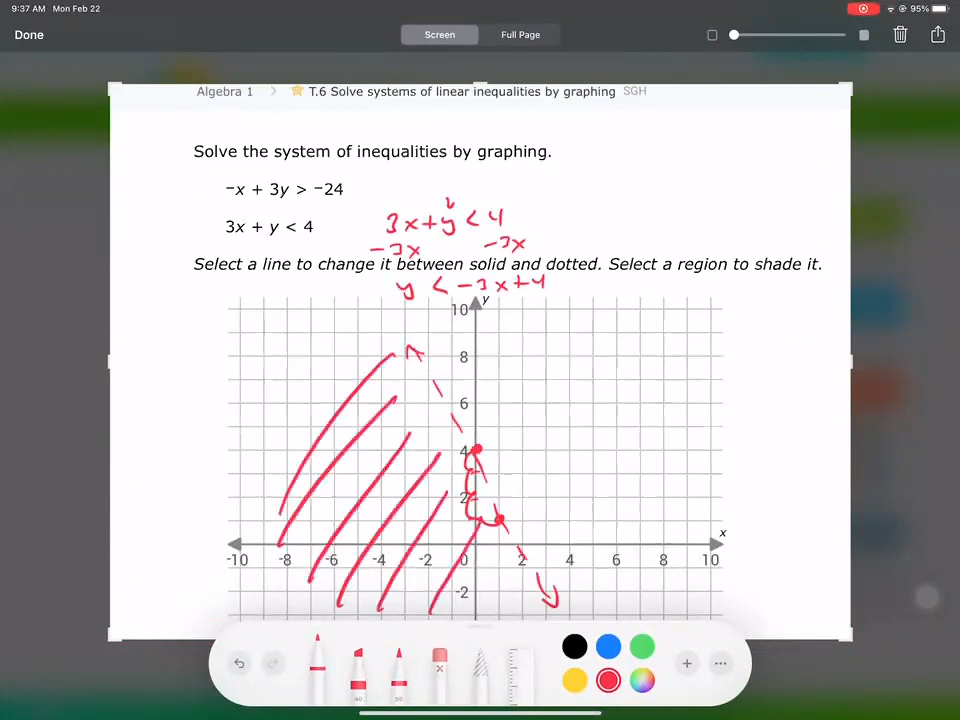 9:37 AM Mon Feb 22 95%
Done Screen Full Page
Algebra 1 > T.6 Solve systems of linear inequalities by graphing SGH
Solve the system of inequalities by graphing.
−x + 3y > −24
3x + y < 4
3x+y < 4
−3x −3x
Select a line to change it between solid and dotted. Select a region to shade it.
y < −3x+4
y
10
8
6
4
2
x
-10 -8 -6 -4 -2 0 2 4 6 8 10
-2
40 50